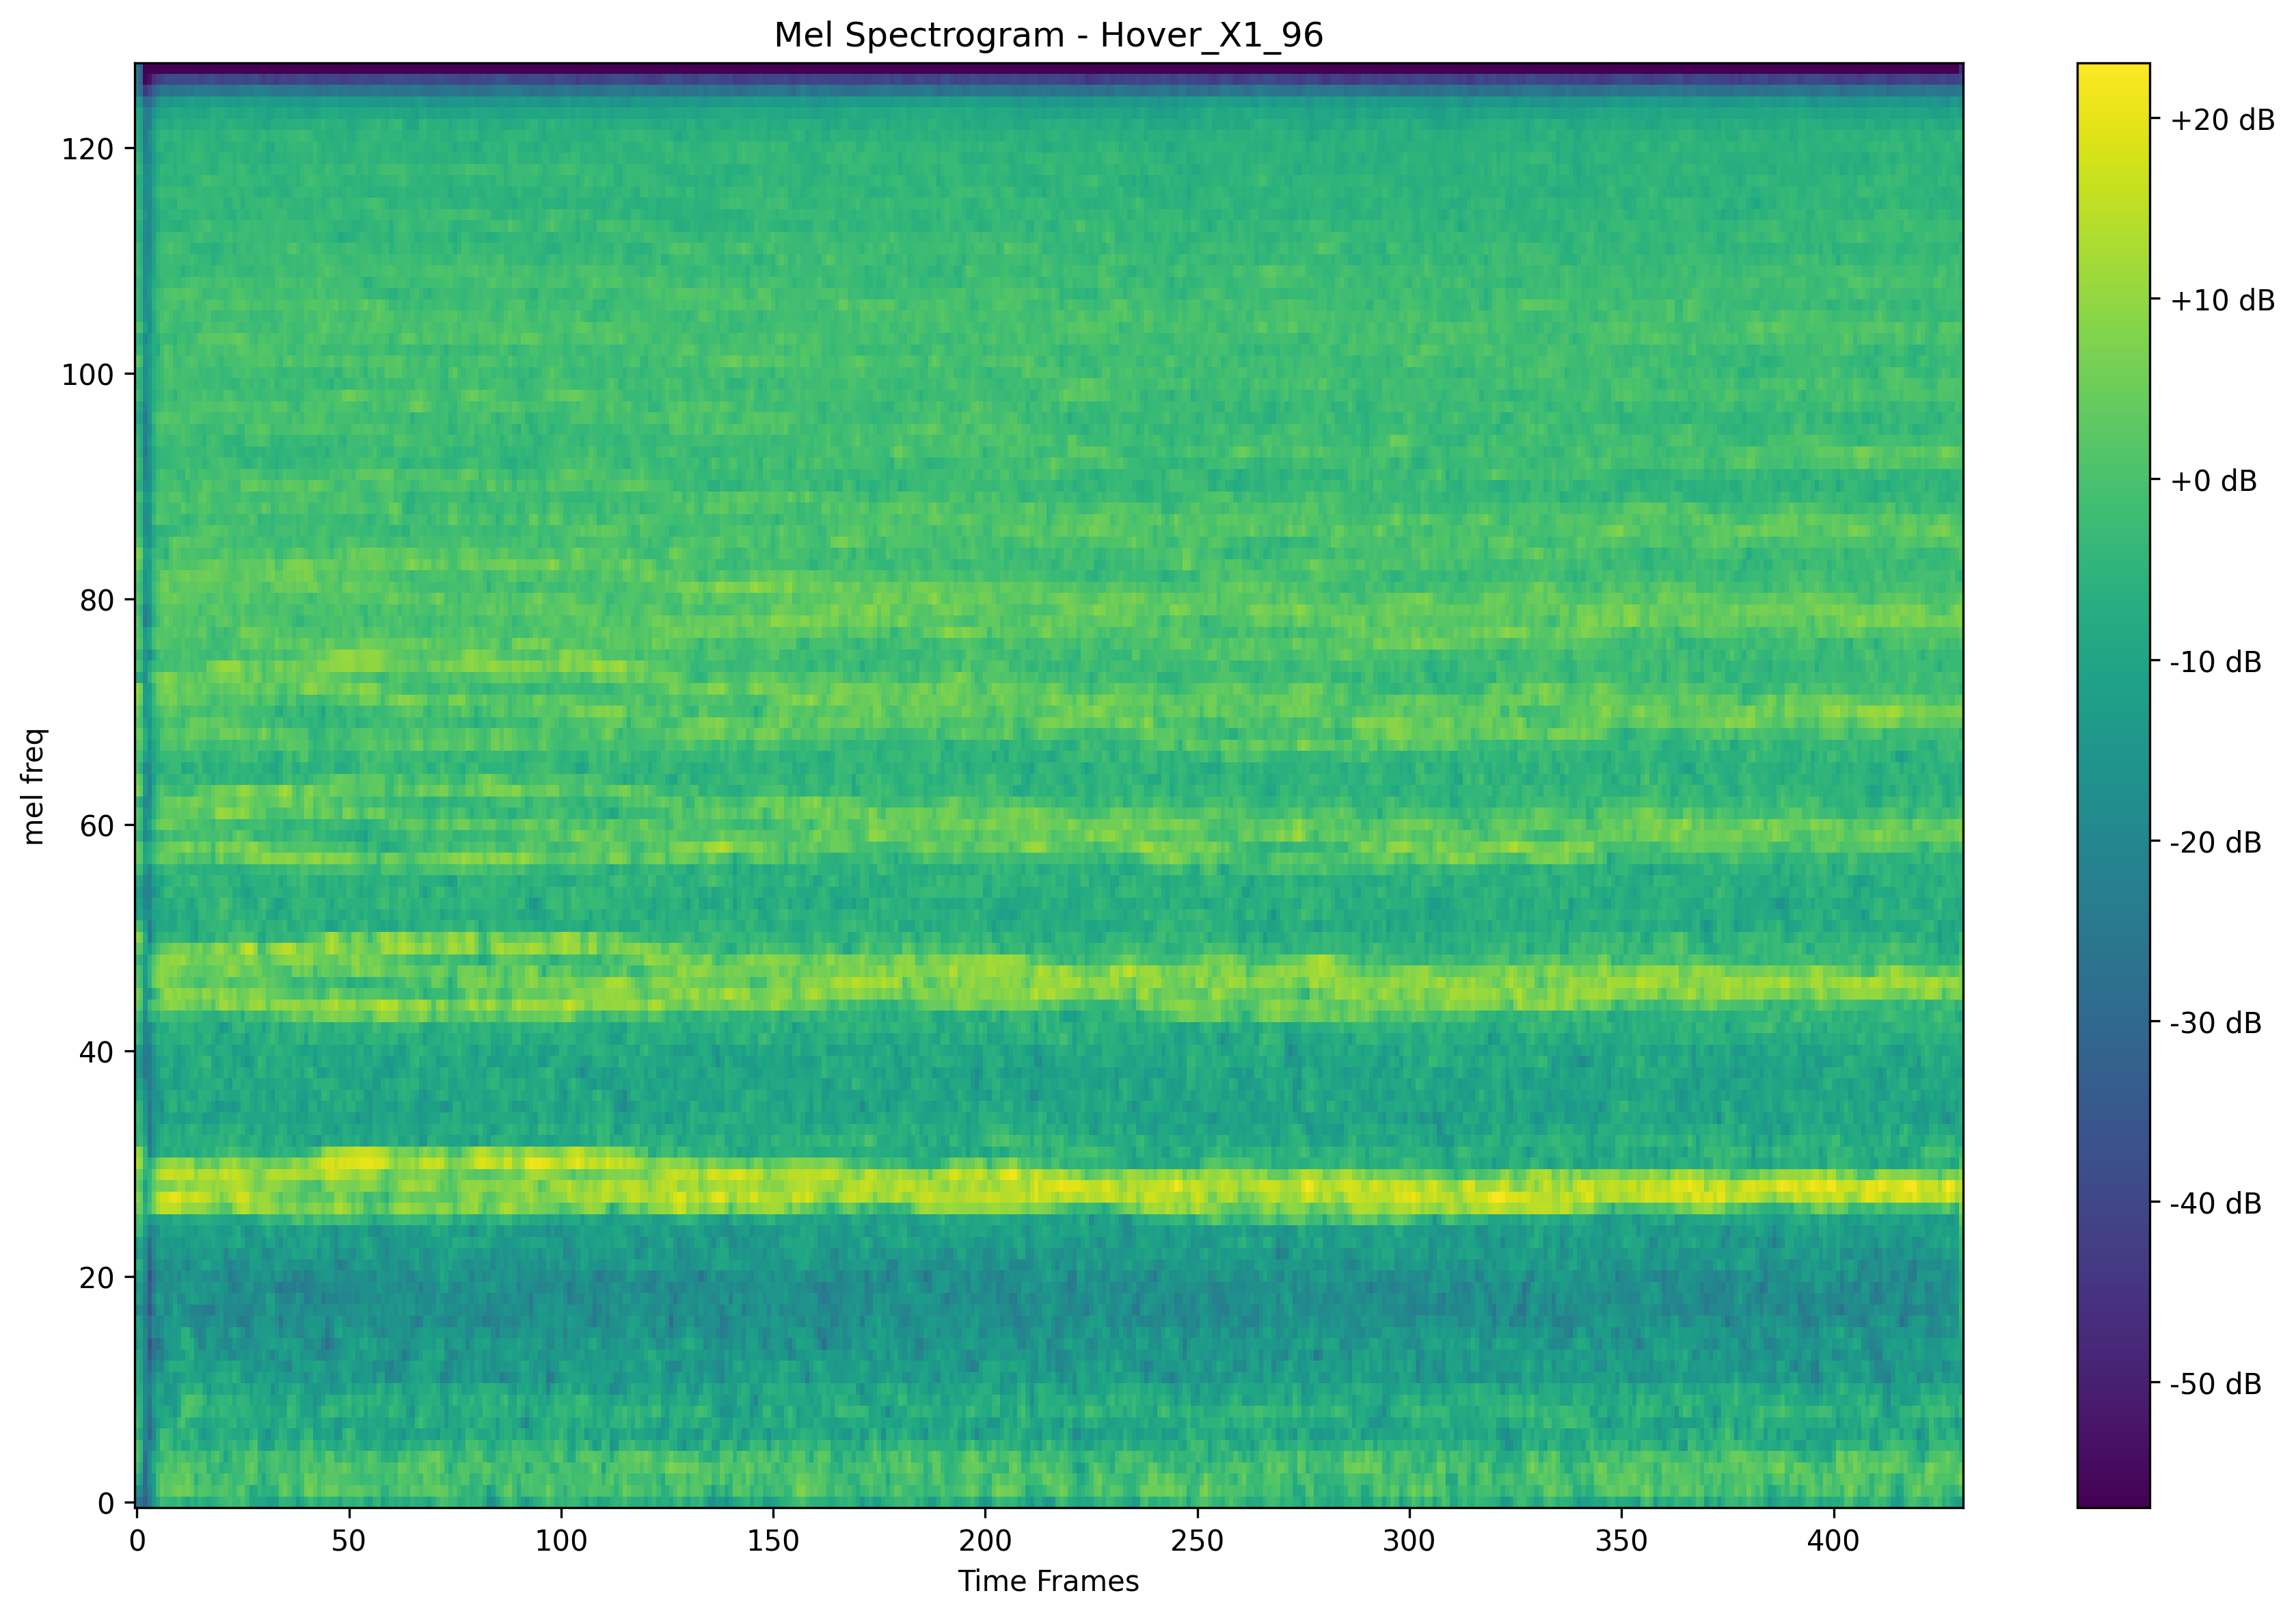 Mel Spectrogram - Hover_X1_96
mel freq
120
100
80
60
40
20
0
0 50 100 150 200 250 300 350 400
Time Frames
+20 dB
+10 dB
+0 dB
-10 dB
-20 dB
-30 dB
-40 dB
-50 dB